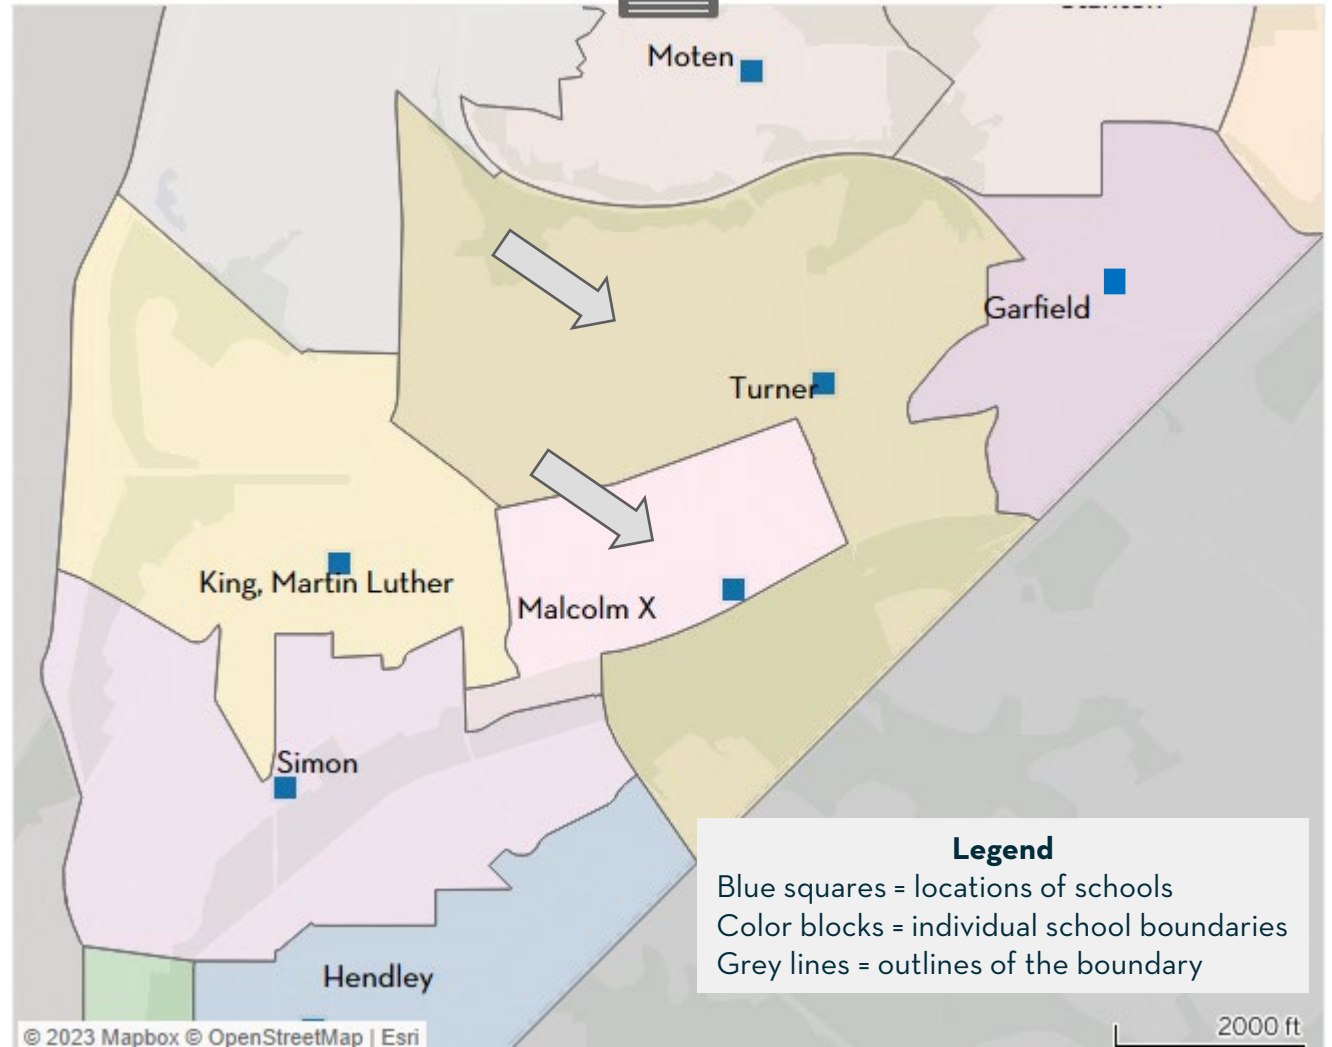 Moten
Garfield
Turner
King, Martin Luther
Malcolm X
Simon
Legend
Blue squares = locations of schools
Color blocks = individual school boundaries
Grey lines = outlines of the boundary
Hendley
© 2023 Mapbox © OpenStreetMap | Esri
2000 ft